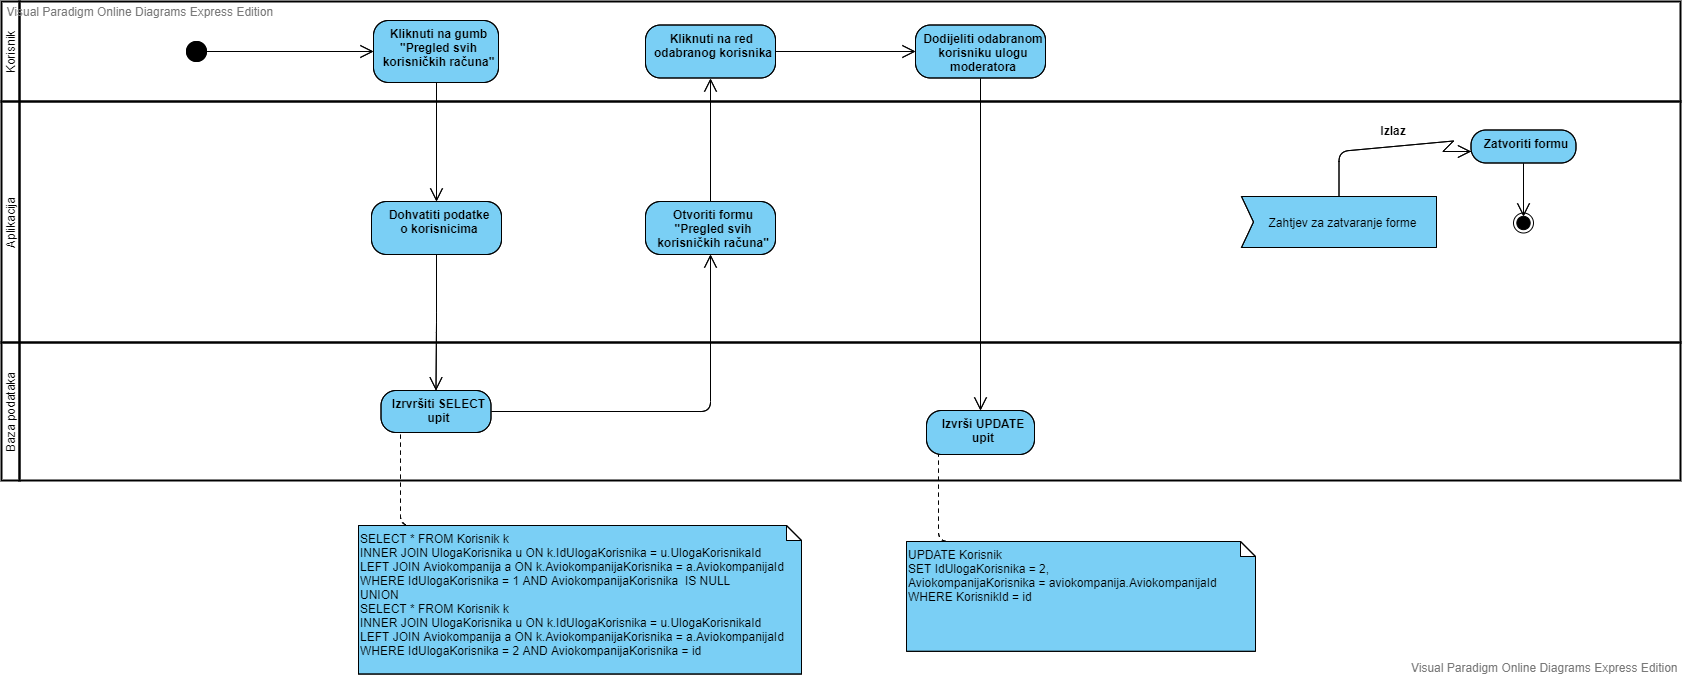 Visual Paradigm Online Diagrams Express Edition
Korisnik
Kliknuti na gumb
"Pregled svih
korisničkih računa"
Kliknuti na red
odabranog korisnika
Dodijeliti odabranom
korisniku ulogu
moderatora
Aplikacija
Dohvatiti podatke
o korisnicima
Otvoriti formu
"Pregled svih
korisničkih računa"
Zahtjev za zatvaranje forme
Izlaz
Zatvoriti formu
Baza podataka
Izrvršiti SELECT
upit
Izvrši UPDATE
upit
SELECT * FROM Korisnik k
INNER JOIN UlogaKorisnika u ON k.IdUlogaKorisnika = u.UlogaKorisnikaId
LEFT JOIN Aviokompanija a ON k.AviokompanijaKorisnika = a.AviokompanijaId
WHERE IdUlogaKorisnika = 1 AND AviokompanijaKorisnika  IS NULL
UNION
SELECT * FROM Korisnik k
INNER JOIN UlogaKorisnika u ON k.IdUlogaKorisnika = u.UlogaKorisnikaId
LEFT JOIN Aviokompanija a ON k.AviokompanijaKorisnika = a.AviokompanijaId
WHERE IdUlogaKorisnika = 2 AND AviokompanijaKorisnika = id
UPDATE Korisnik
SET IdUlogaKorisnika = 2,
AviokompanijaKorisnika = aviokompanija.AviokompanijaId
WHERE KorisnikId = id
Visual Paradigm Online Diagrams Express Edition